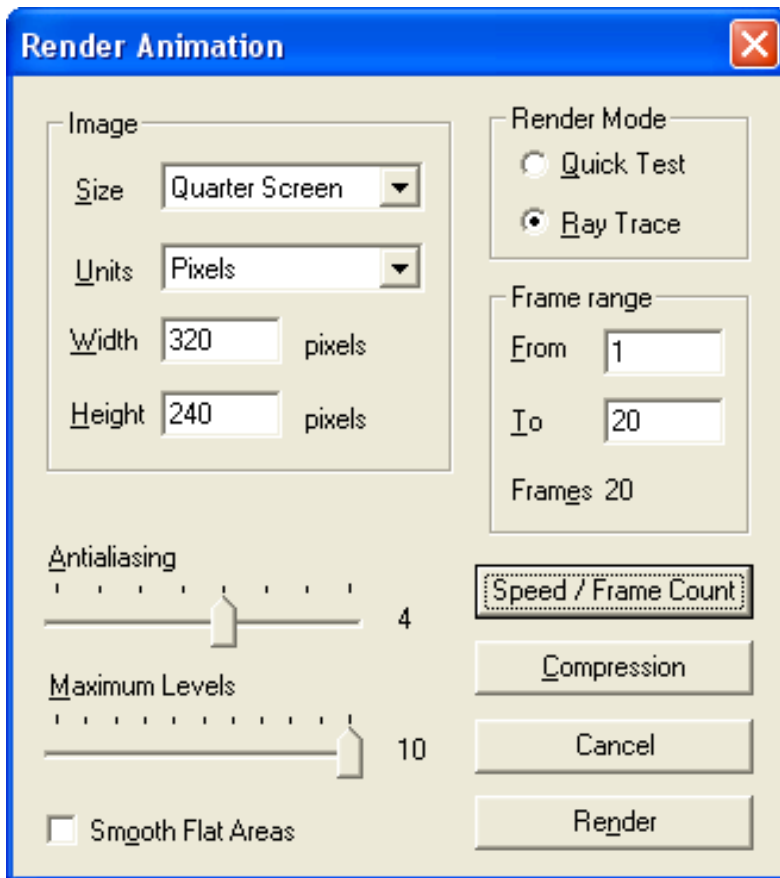 Render Animation
Image
Size Quarter Screen
Units Pixels
Width 320 pixels
Height 240 pixels
Render Mode
Quick Test
Ray Trace
Frame range
From 1
To 20
Frames 20
Antialiasing
4
Maximum Levels
10
Smooth Flat Areas
Speed / Frame Count
Compression
Cancel
Render